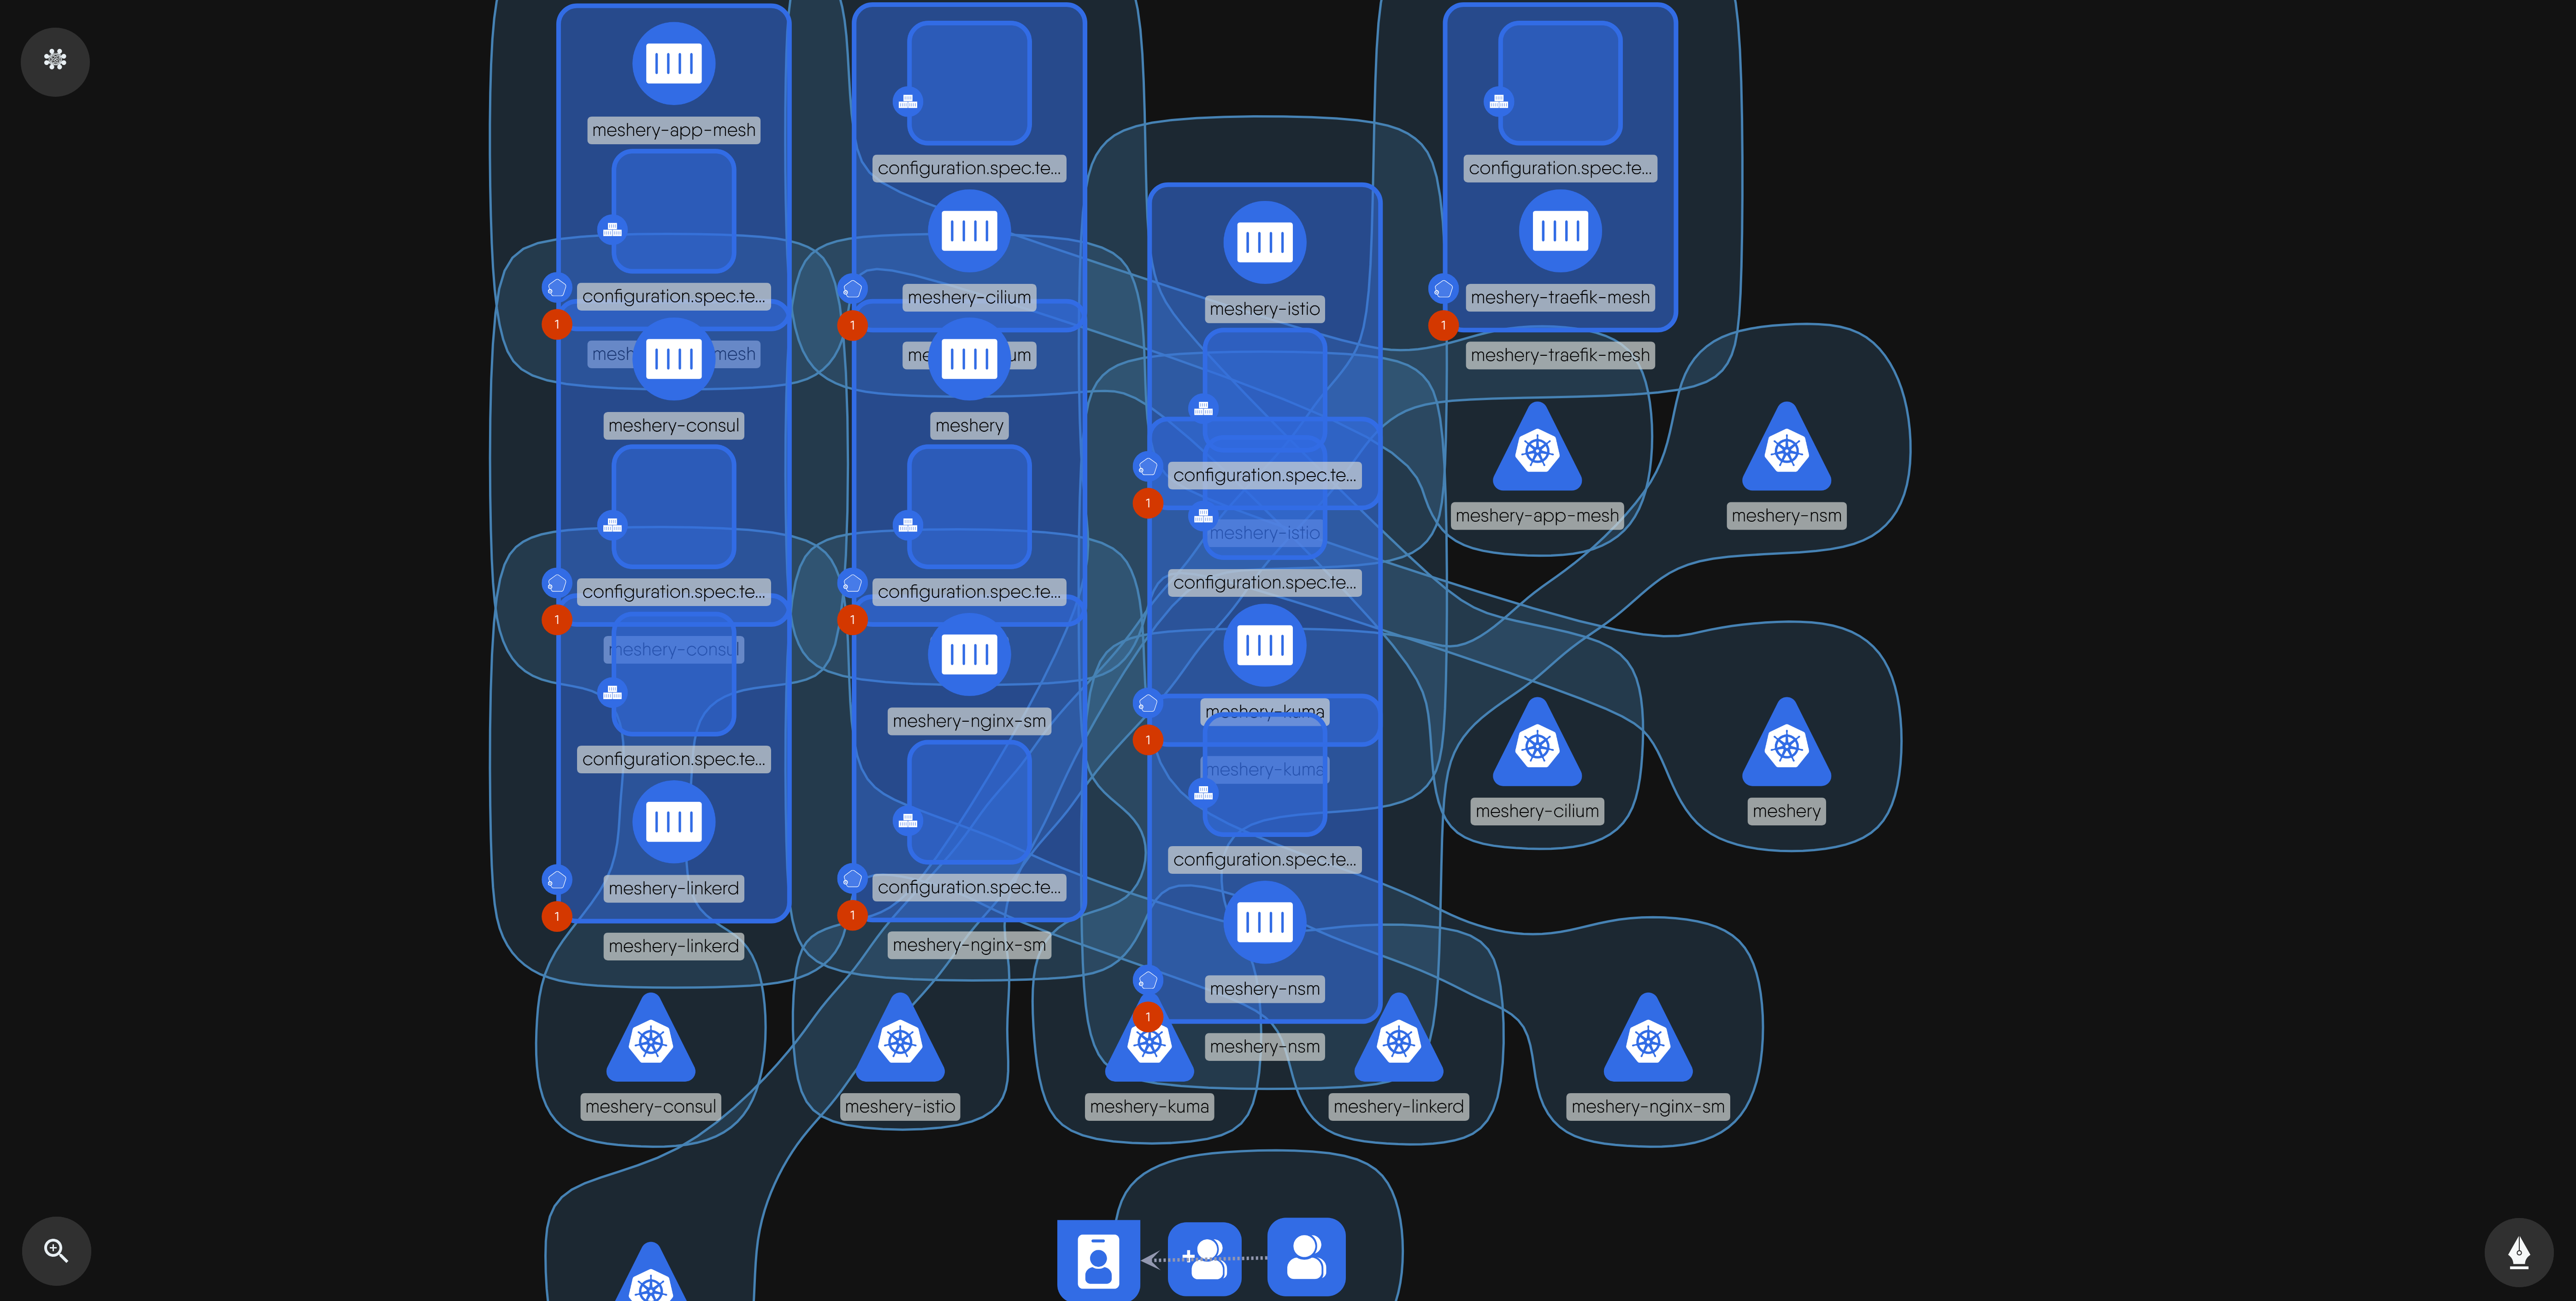 meshery-app-mesh
configuration.spec.te...
1
meshery-consul
configuration.spec.te...
1
meshery-consul
configuration.spec.te...
meshery-linkerd
1
meshery-linkerd
configuration.spec.te...
meshery-cilium
1
meshery
configuration.spec.te...
1
meshery-nginx-sm
configuration.spec.te...
1
meshery-nginx-sm
meshery-istio
configuration.spec.te...
1
meshery-istio
configuration.spec.te...
meshery-kuma
1
meshery-kuma
configuration.spec.te...
meshery-nsm
1
meshery-nsm
configuration.spec.te...
meshery-traefik-mesh
1
meshery-traefik-mesh
meshery-app-mesh
meshery-nsm
meshery-cilium
meshery
meshery-consul
meshery-istio
meshery-kuma
meshery-linkerd
meshery-nginx-sm